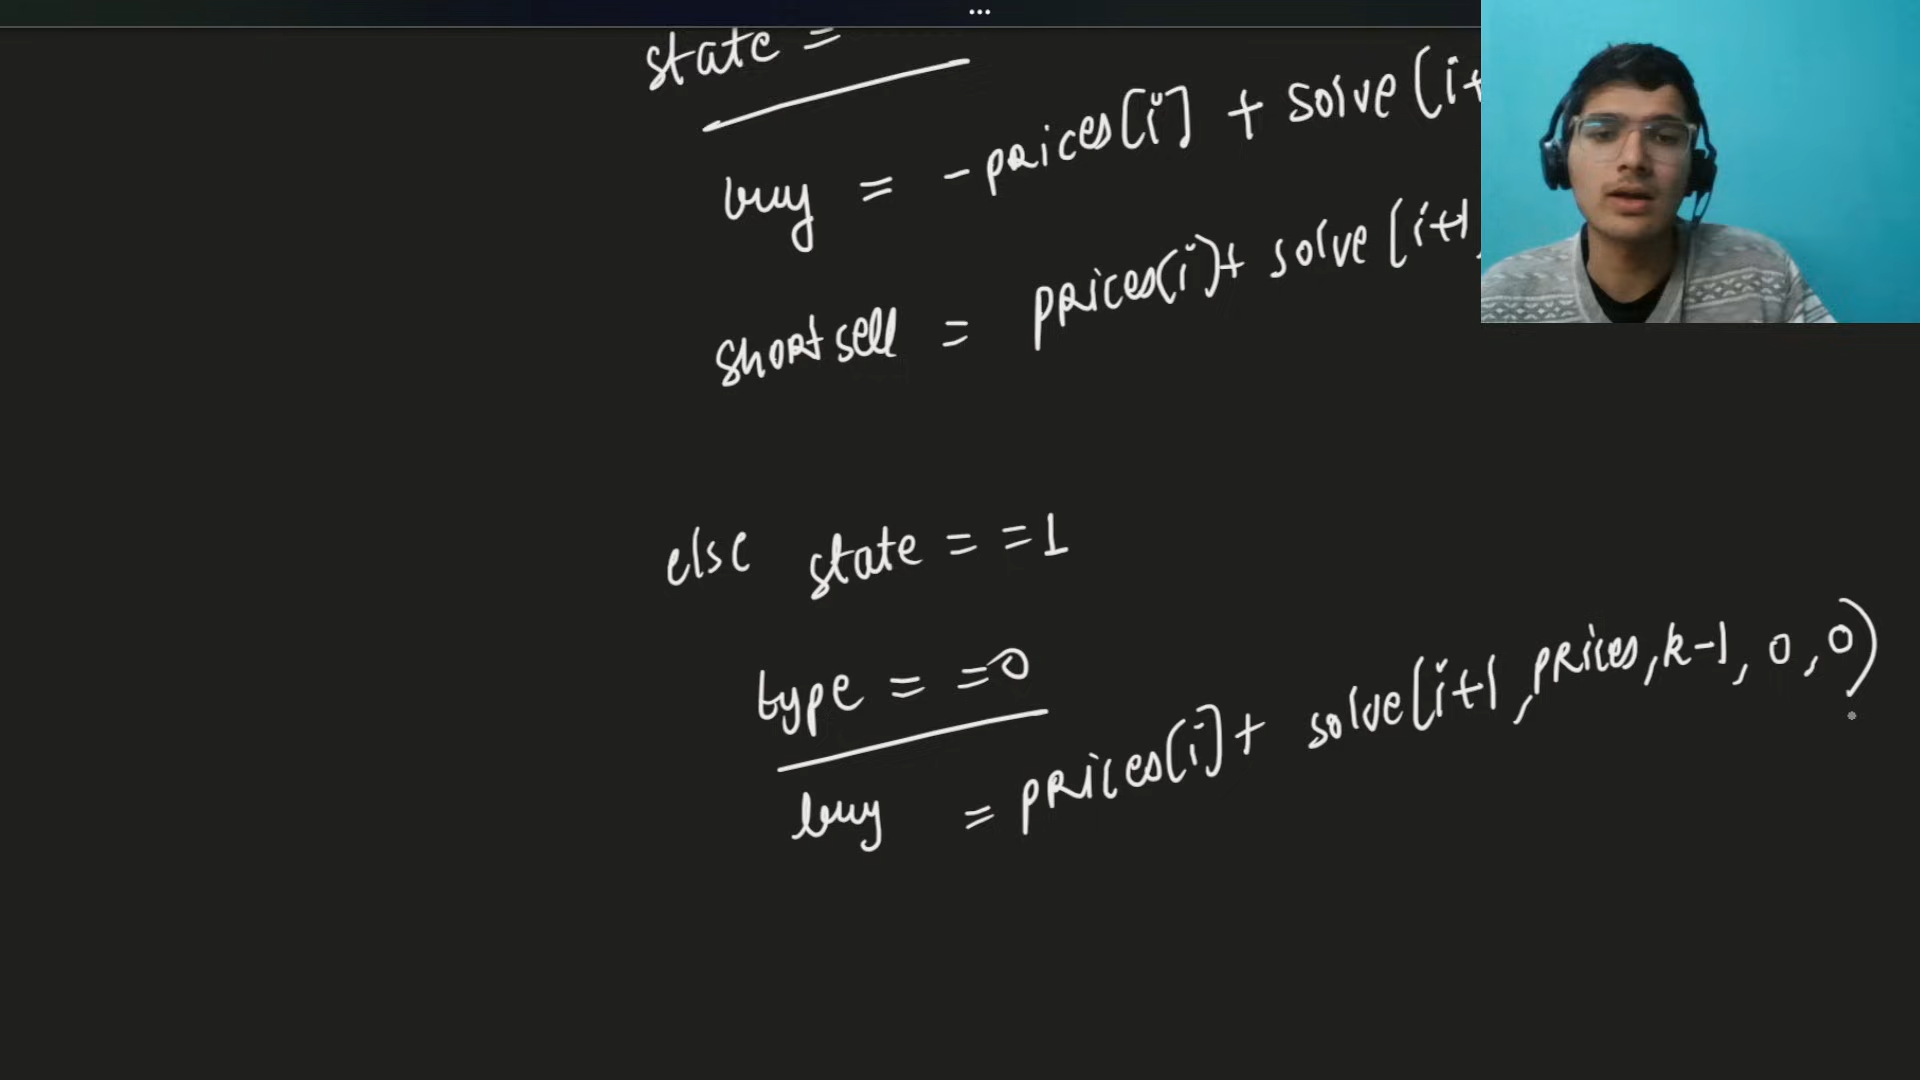 ...
state =
buy = - prices[i] + solve(i+
short sell = prices[i] + solve(i+1,
else state = = 1
type = = 0
buy = prices[i] + solve(i+1, prices, k-1, 0, 0)